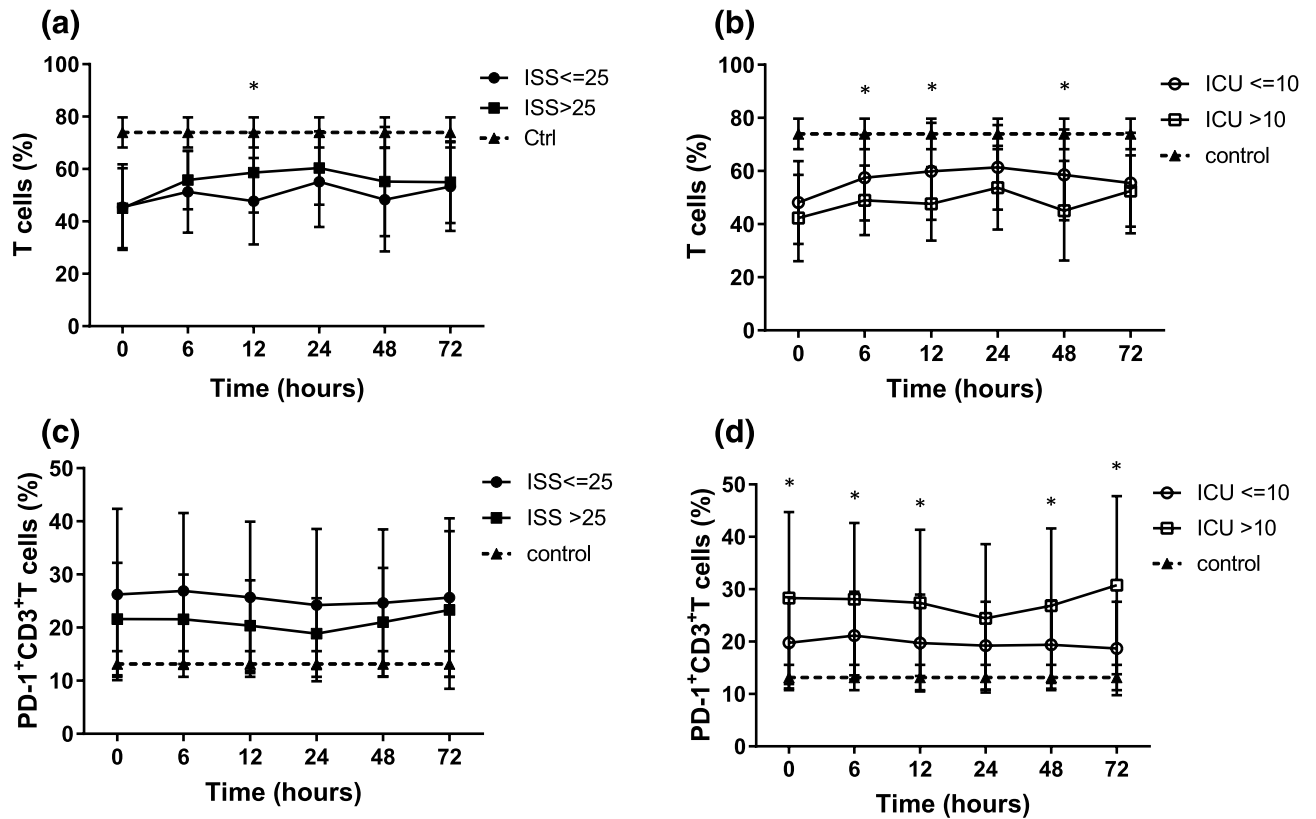 (a)
T cells (%)
100
80
60
40
20
0
*
0 6 12 24 48 72
Time (hours)
ISS<=25
ISS>25
Ctrl
(b)
T cells (%)
100
80
60
40
20
0
* * *
0 6 12 24 48 72
Time (hours)
ICU <=10
ICU >10
control
(c)
PD-1⁺CD3⁺T cells (%)
50
40
30
20
10
0
0 6 12 24 48 72
Time (hours)
ISS<=25
ISS >25
control
(d)
PD-1⁺CD3⁺T cells (%)
50
40
30
20
10
0
* * * * *
0 6 12 24 48 72
Time (hours)
ICU <=10
ICU >10
control